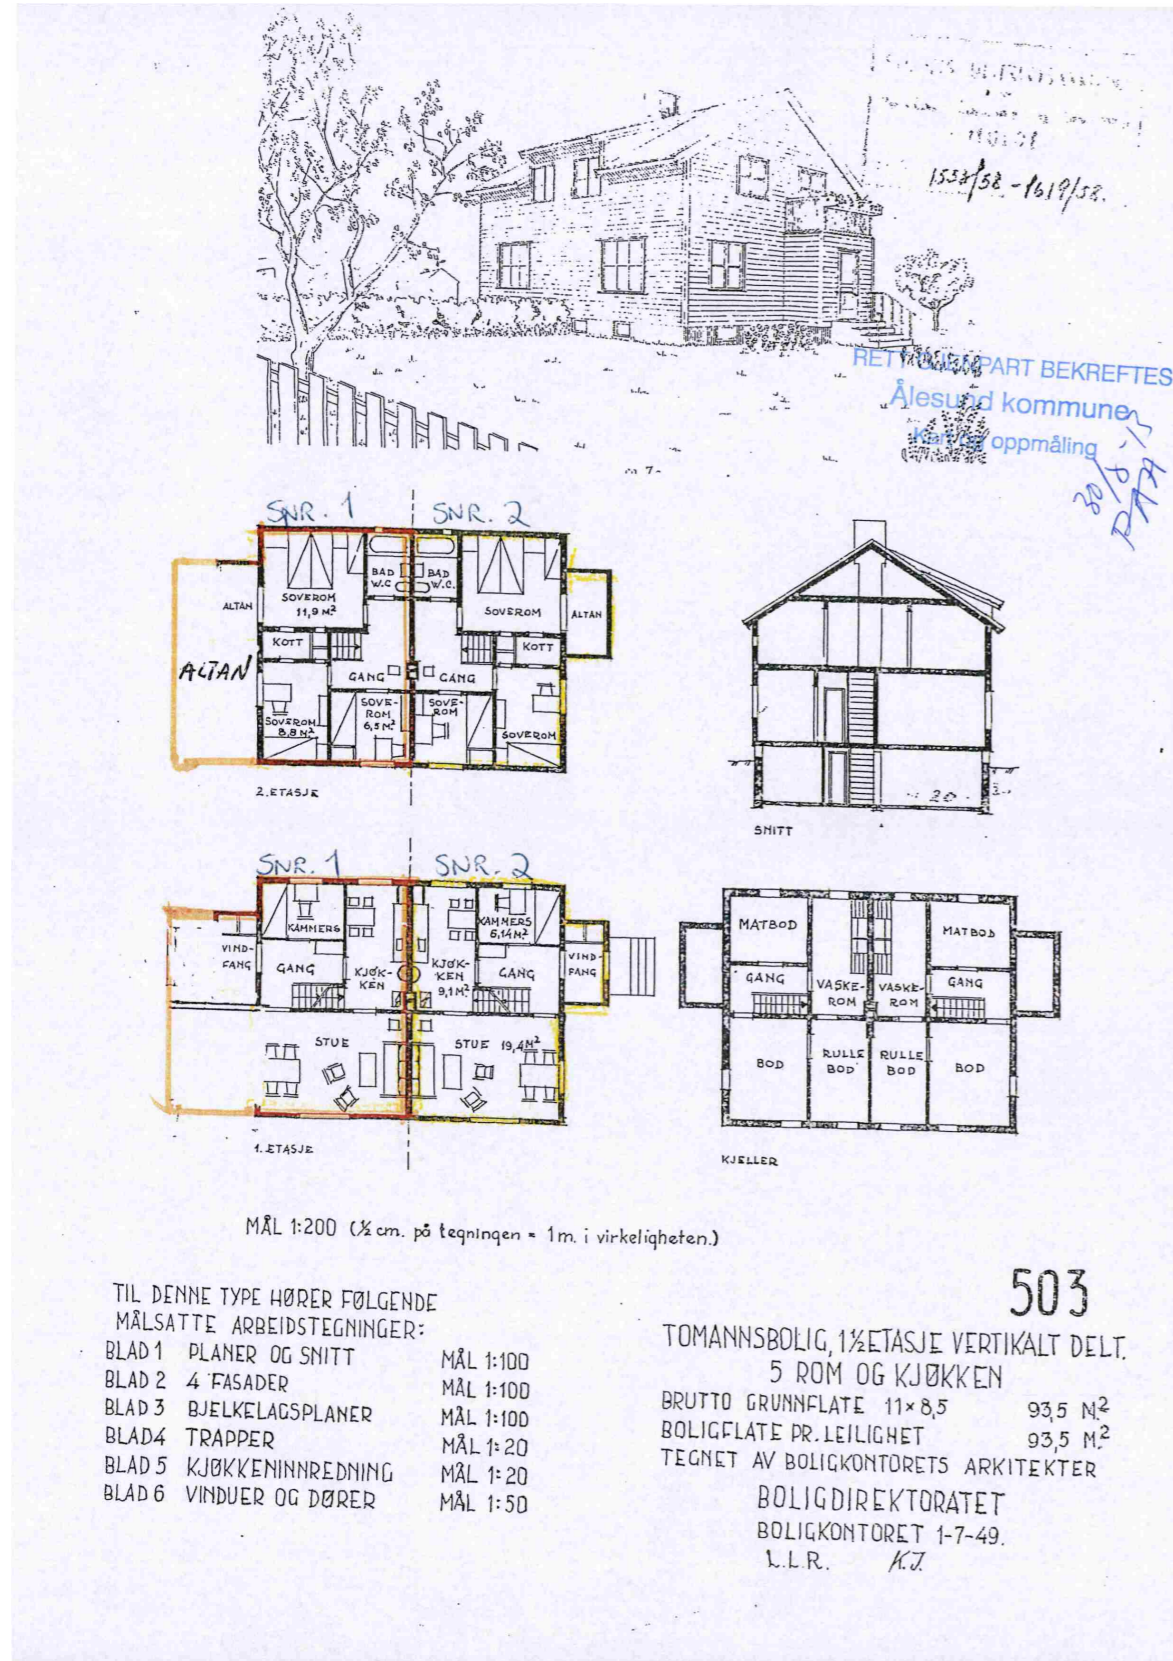 1553/58 - 1619/58.
RETT GJENPART BEKREFTES
Ålesund kommune
Kart og oppmåling
30/8-15
SNR. 1
SNR. 2
BAD
W.C
BAD
W.C.
SOVEROM
11,9 M²
SOVEROM
ALTAN
ALTAN
KOTT
KOTT
ALTAN
GANG
GANG
SOVEROM
8,8 M²
SOVE-
ROM
6,5 M²
SOVE-
ROM
SOVEROM
2. ETASJE
20
SNITT
SNR. 1
SNR. 2
KAMMERS
KAMMERS
6,14 M²
VIND-
FANG
GANG
KJØK-
KEN
KJØK-
KEN
9,1 M²
GANG
VIND-
FANG
STUE
STUE 19,4 M²
1. ETASJE
MATBOD
MATBOD
GANG
VASKE-
ROM
VASKE-
ROM
GANG
BOD
RULLE
BOD
RULLE
BOD
BOD
KJELLER
MÅL 1:200 (½ cm. på tegningen = 1 m. i virkeligheten.)
TIL DENNE TYPE HØRER FØLGENDE
MÅLSATTE ARBEIDSTEGNINGER:
BLAD 1 PLANER OG SNITT MÅL 1:100
BLAD 2 4 FASADER MÅL 1:100
BLAD 3 BJELKELAGSPLANER MÅL 1:100
BLAD 4 TRAPPER MÅL 1:20
BLAD 5 KJØKKENINNREDNING MÅL 1:20
BLAD 6 VINDUER OG DØRER MÅL 1:50
503
TOMANNSBOLIG, 1½ ETASJE VERTIKALT DELT.
5 ROM OG KJØKKEN
BRUTTO GRUNNFLATE 11×8,5 93,5 M.²
BOLIGFLATE PR. LEILIGHET 93,5 M.²
TEGNET AV BOLIGKONTORETS ARKITEKTER
BOLIGDIREKTORATET
BOLIGKONTORET 1-7-49.
L.L.R. K.J.